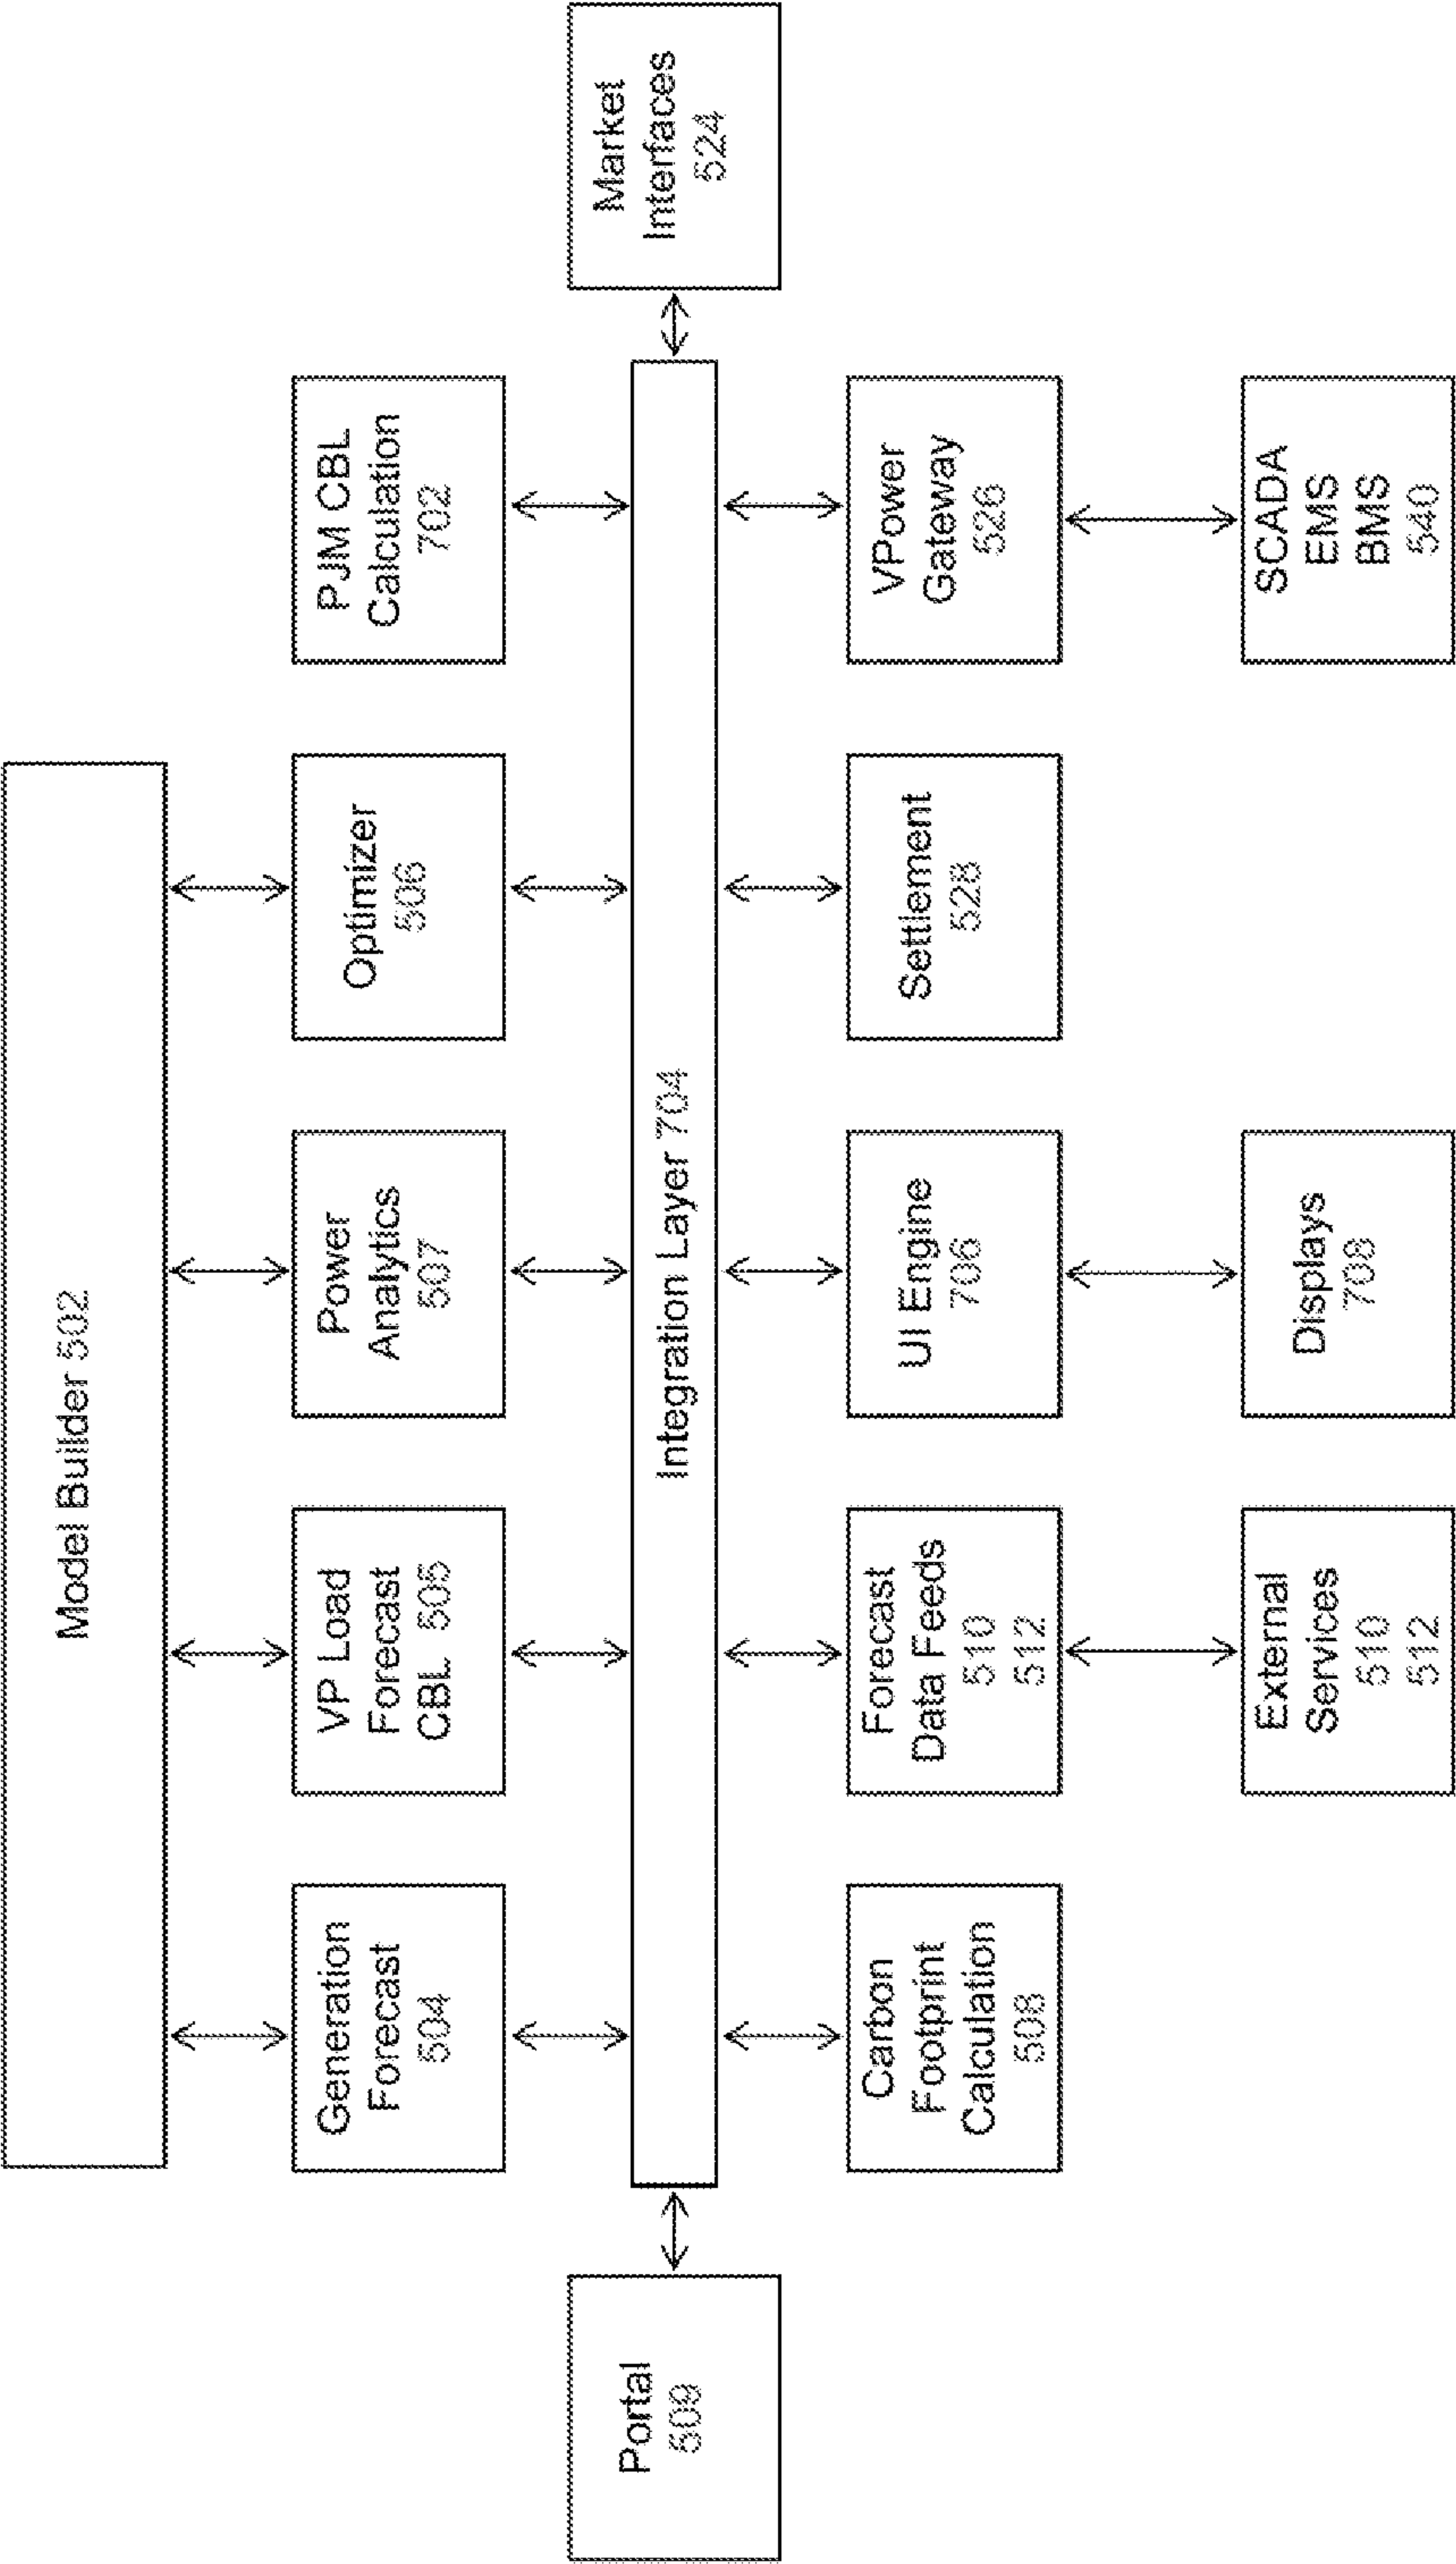 Model Builder 502
Generation
Forecast
504
VP Load
Forecast
CBL 505
Power
Analytics
507
Optimizer
506
PJM CBL
Calculation
702
Portal
509
Integration Layer 704
Market
Interfaces
524
Carbon
Footprint
Calculation
508
Forecast
Data Feeds
510
512
UI Engine
706
Settlement
528
VPower
Gateway
526
External
Services
510
512
Displays
708
SCADA
EMS
BMS
540